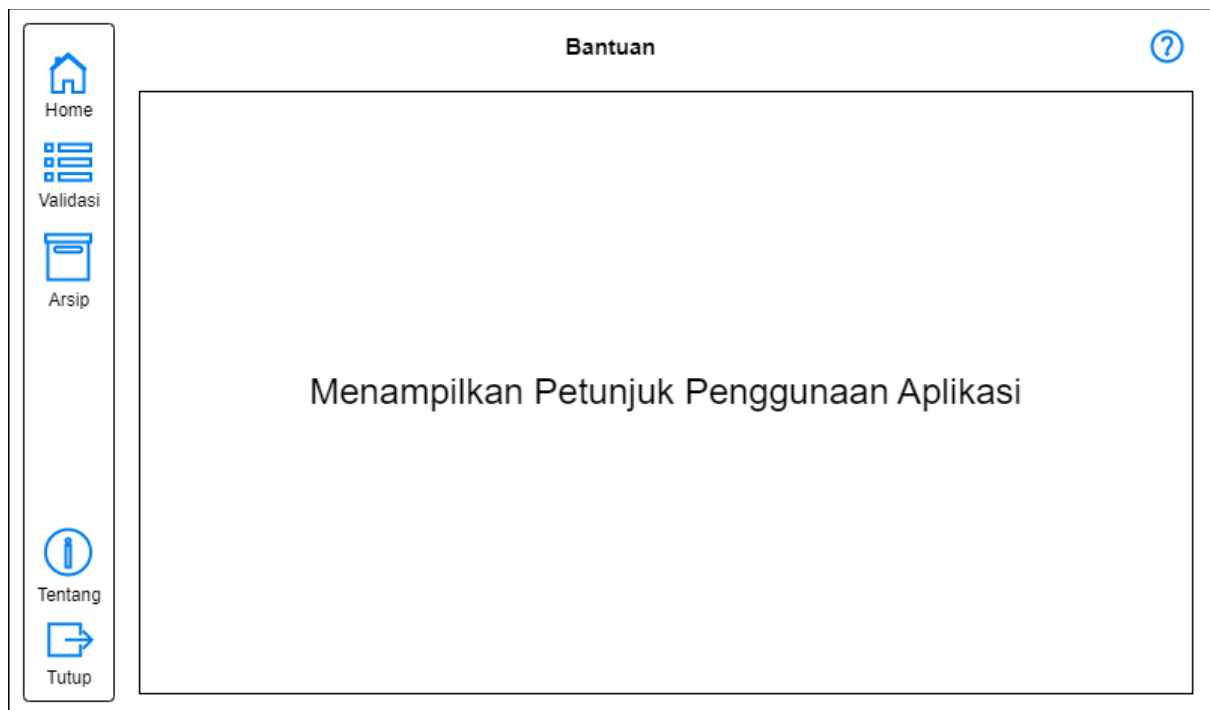 Bantuan
Home
Validasi
Arsip
Menampilkan Petunjuk Penggunaan Aplikasi
Tentang
Tutup